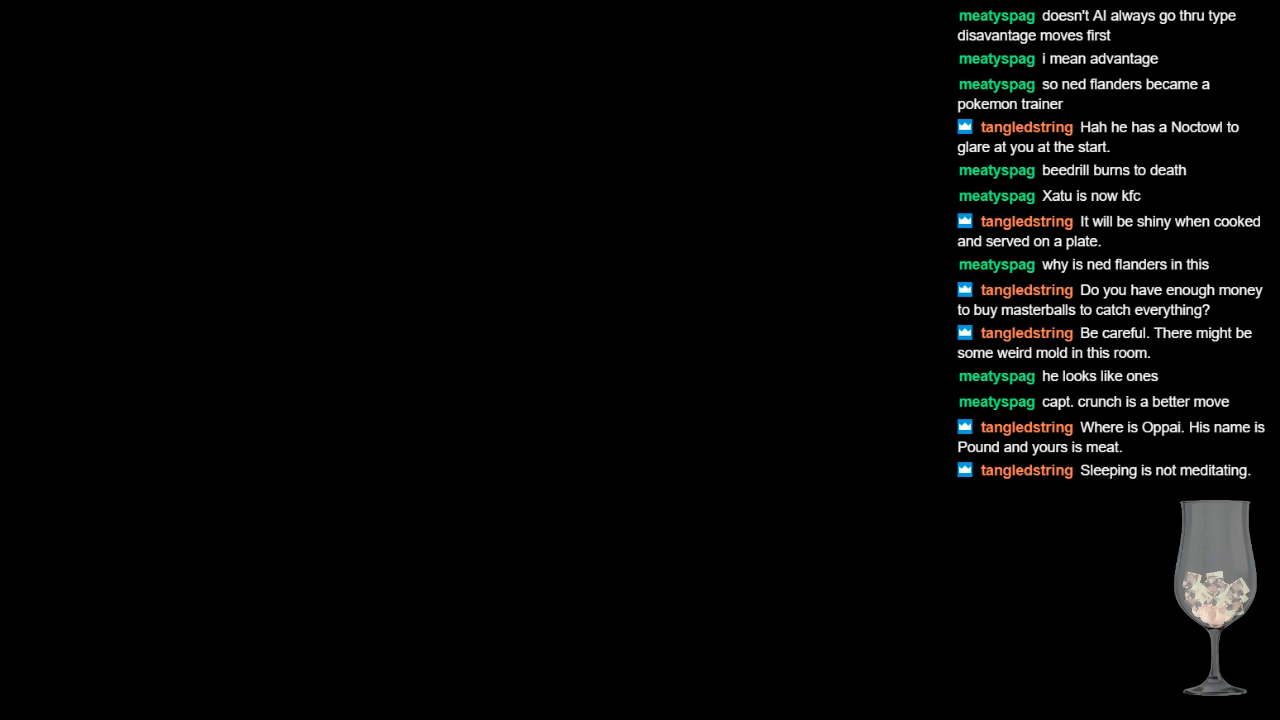 meatyspag doesn't AI always go thru type
disavantage moves first
meatyspag i mean advantage
meatyspag so ned flanders became a
pokemon trainer
tangledstring Hah he has a Noctowl to
glare at you at the start.
meatyspag beedrill burns to death
meatyspag Xatu is now kfc
tangledstring It will be shiny when cooked
and served on a plate.
meatyspag why is ned flanders in this
tangledstring Do you have enough money
to buy masterballs to catch everything?
tangledstring Be careful. There might be
some weird mold in this room.
meatyspag he looks like ones
meatyspag capt. crunch is a better move
tangledstring Where is Oppai. His name is
Pound and yours is meat.
tangledstring Sleeping is not meditating.